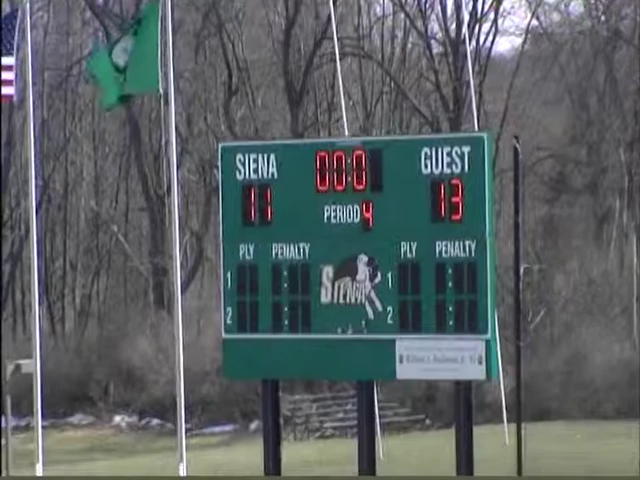 SIENA 00:0 GUEST
11 13
PERIOD 4
PLY PENALTY PLY PENALTY
1 : 1 :
SIENA
2 : 2 :